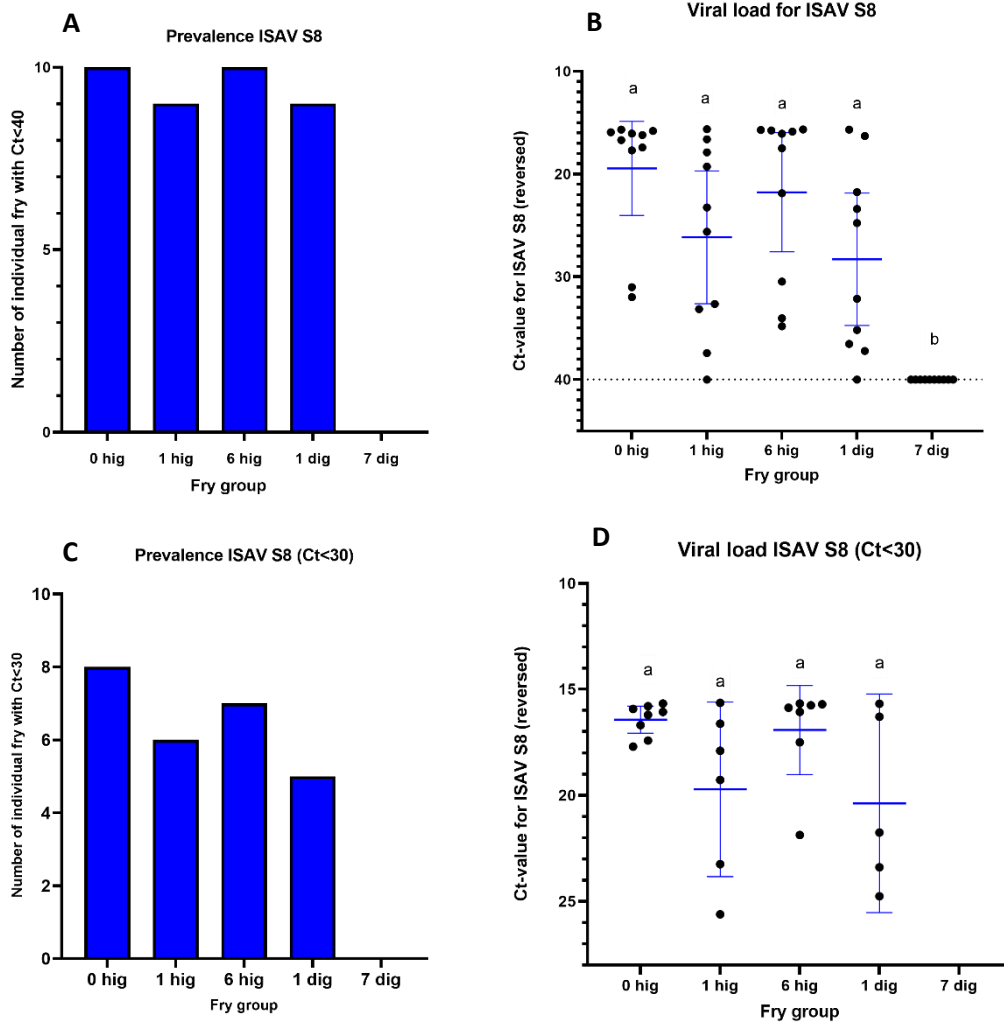 A
Prevalence ISAV S8
Number of individual fry with Ct<40
10
5
0
0 hig 1 hig 6 hig 1 dig 7 dig
Fry group
B
Viral load for ISAV S8
Ct-value for ISAV S8 (reversed)
10
20
30
40
a a a a b
0 hig 1 hig 6 hig 1 dig 7 dig
Fry group
C
Prevalence ISAV S8 (Ct<30)
Number of individual fry with Ct<30
10
8
6
4
2
0
0 hig 1 hig 6 hig 1 dig 7 dig
Fry group
D
Viral load ISAV S8 (Ct<30)
Ct-value for ISAV S8 (reversed)
10
15
20
25
a a a a
0 hig 1 hig 6 hig 1 dig 7 dig
Fry group